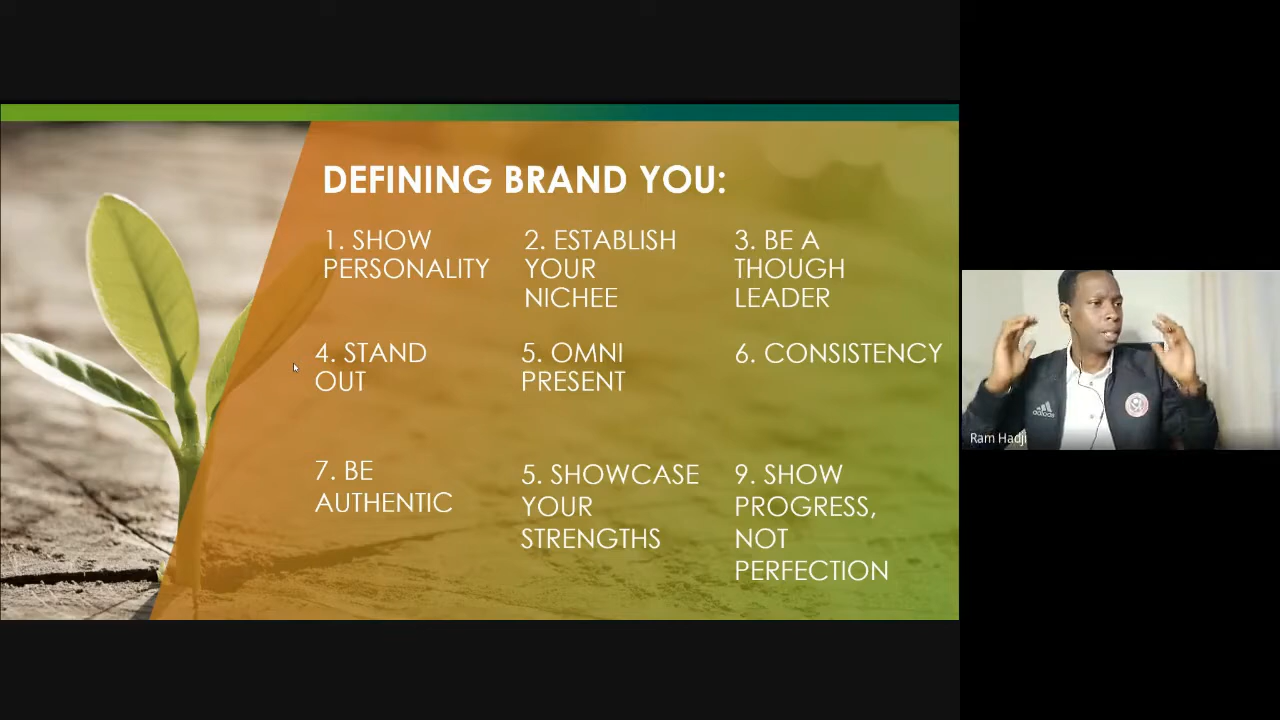 DEFINING BRAND YOU:
1. SHOW
PERSONALITY
2. ESTABLISH
YOUR
NICHEE
3. BE A
THOUGH
LEADER
4. STAND
OUT
5. OMNI
PRESENT
6. CONSISTENCY
7. BE
AUTHENTIC
5. SHOWCASE
YOUR
STRENGTHS
9. SHOW
PROGRESS,
NOT
PERFECTION
adidas
Ram Hadji